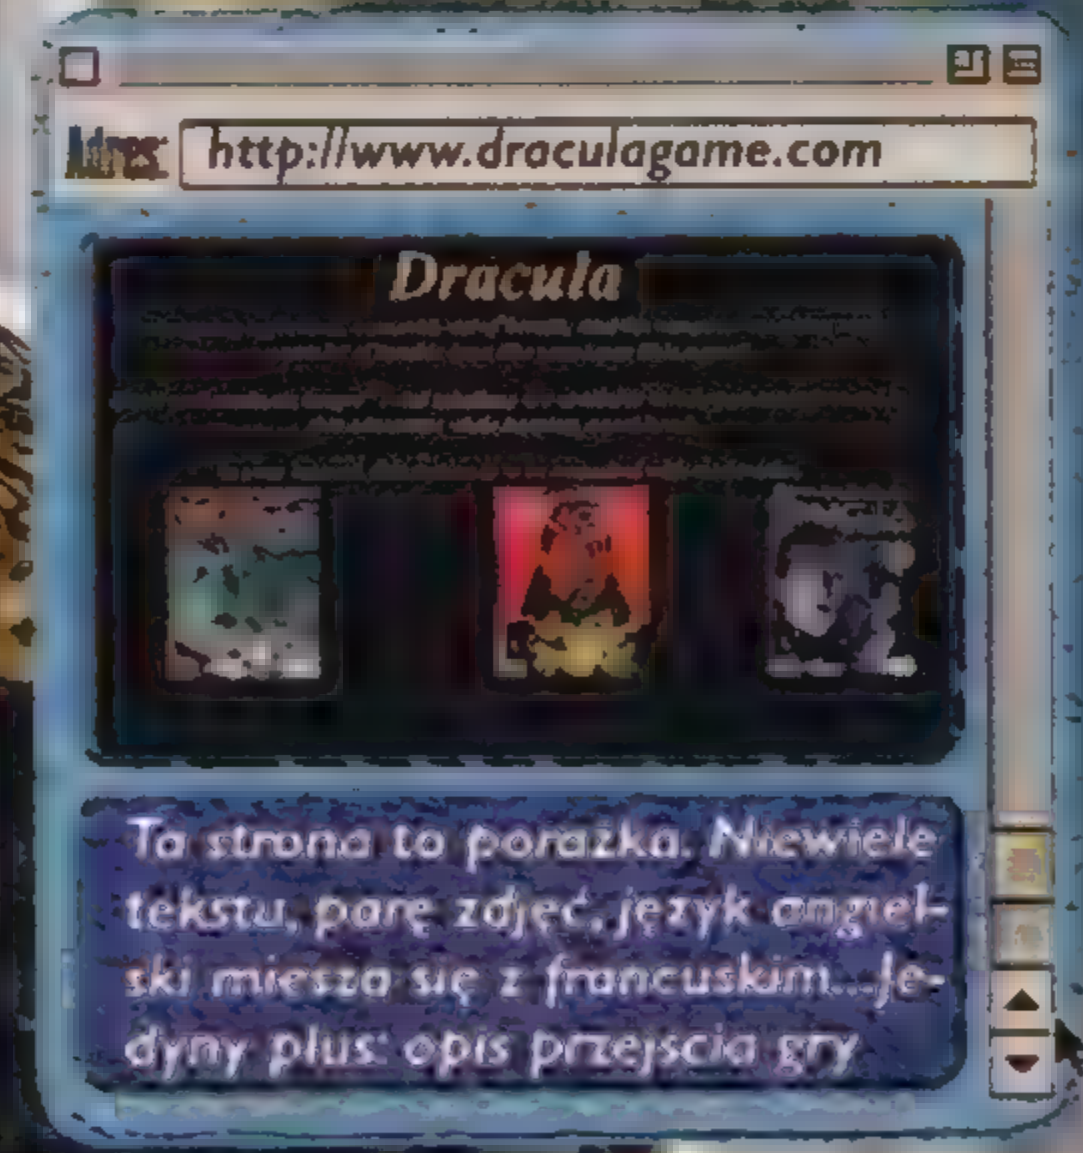 Adres http://www.draculagame.com
Dracula
Ta strona to porażka. Niewiele
tekstu, parę zdjęć, język angiel-
ski miesza się z francuskim... Je-
dyny plus: opis przejscia gry